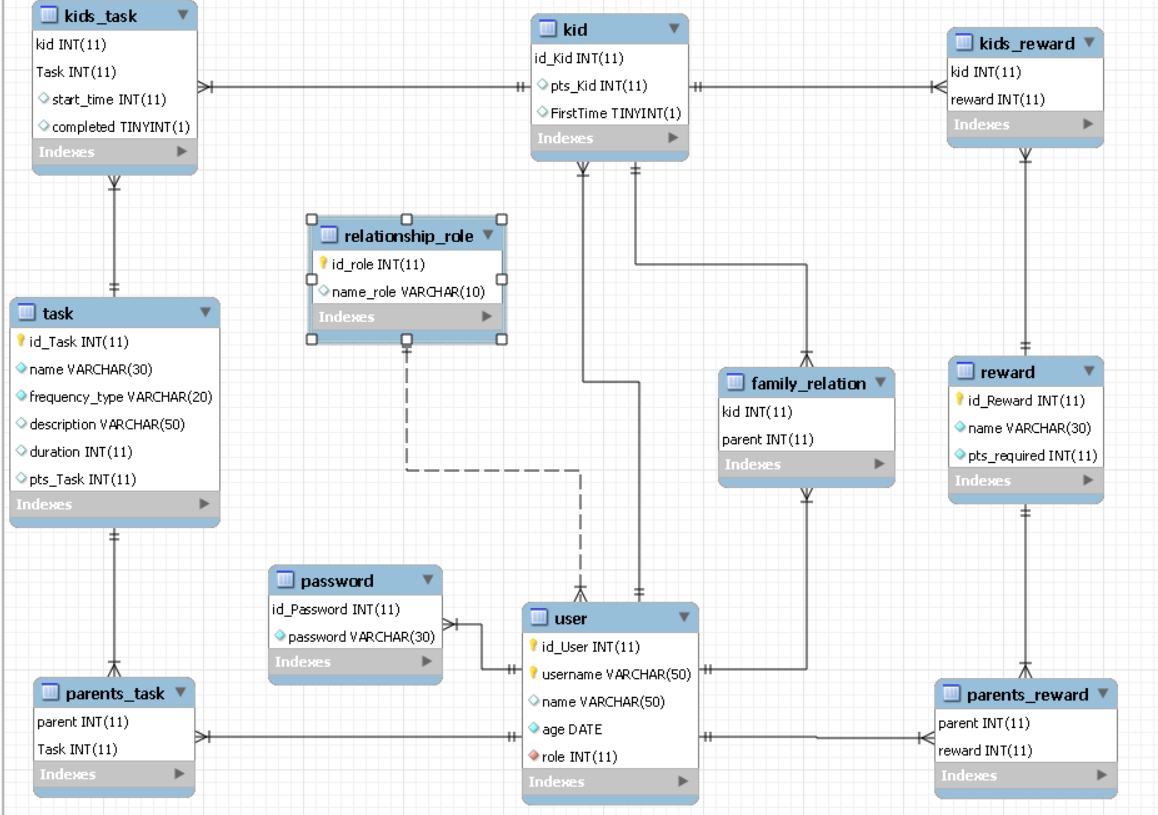 kids_task
kid INT(11)
Task INT(11)
start_time INT(11)
completed TINYINT(1)
Indexes
kid
id_Kid INT(11)
pts_Kid INT(11)
FirstTime TINYINT(1)
Indexes
kids_reward
kid INT(11)
reward INT(11)
Indexes
relationship_role
id_role INT(11)
name_role VARCHAR(10)
Indexes
task
id_Task INT(11)
name VARCHAR(30)
frequency_type VARCHAR(20)
description VARCHAR(50)
duration INT(11)
pts_Task INT(11)
Indexes
family_relation
kid INT(11)
parent INT(11)
Indexes
reward
id_Reward INT(11)
name VARCHAR(30)
pts_required INT(11)
Indexes
password
id_Password INT(11)
password VARCHAR(30)
Indexes
user
id_User INT(11)
username VARCHAR(50)
name VARCHAR(50)
age DATE
role INT(11)
Indexes
parents_task
parent INT(11)
Task INT(11)
Indexes
parents_reward
parent INT(11)
reward INT(11)
Indexes